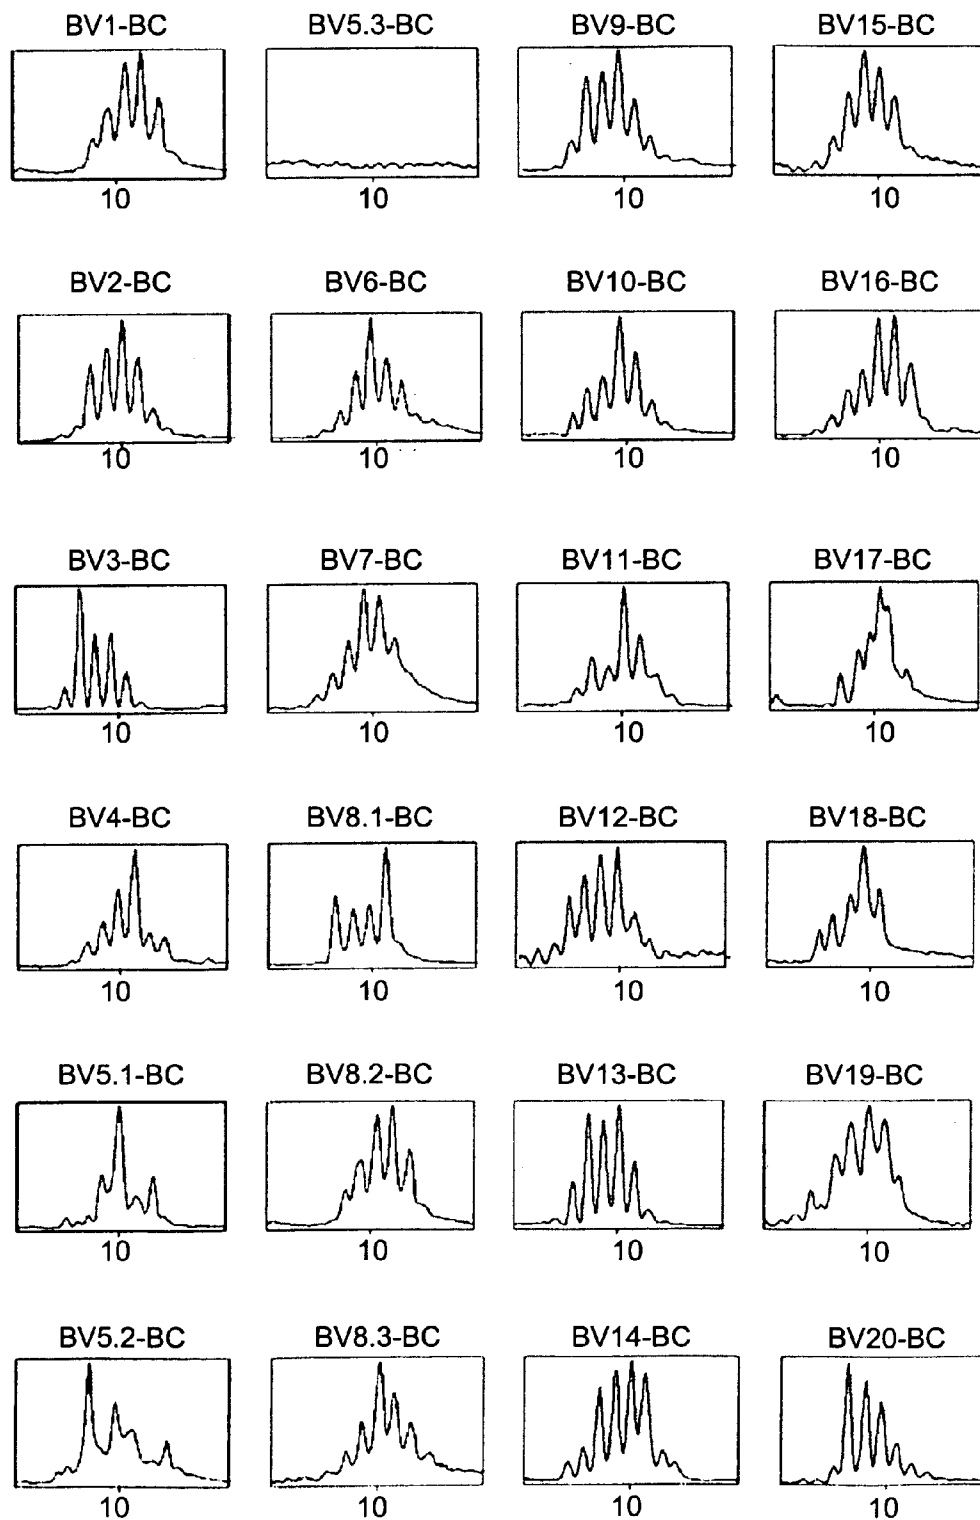 BV1-BC BV5.3-BC BV9-BC BV15-BC
10 10 10 10
BV2-BC BV6-BC BV10-BC BV16-BC
10 10 10 10
BV3-BC BV7-BC BV11-BC BV17-BC
10 10 10 10
BV4-BC BV8.1-BC BV12-BC BV18-BC
10 10 10 10
BV5.1-BC BV8.2-BC BV13-BC BV19-BC
10 10 10 10
BV5.2-BC BV8.3-BC BV14-BC BV20-BC
10 10 10 10